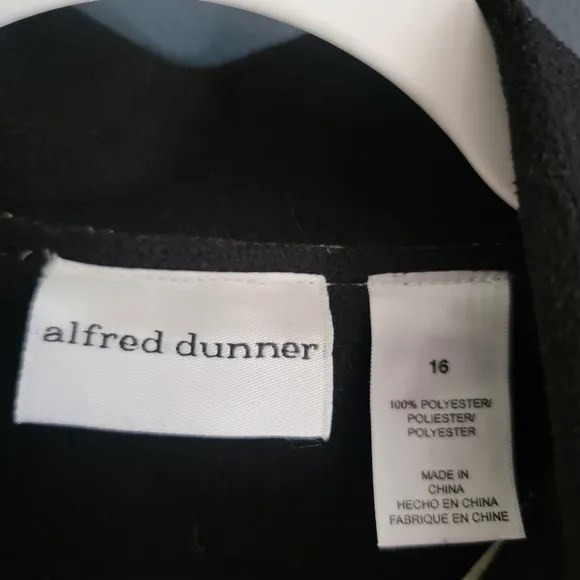 alfred dunner
16
100% POLYESTER/
POLIESTER/
POLYESTER
MADE IN
CHINA
HECHO EN CHINA
FABRIQUE EN CHINE